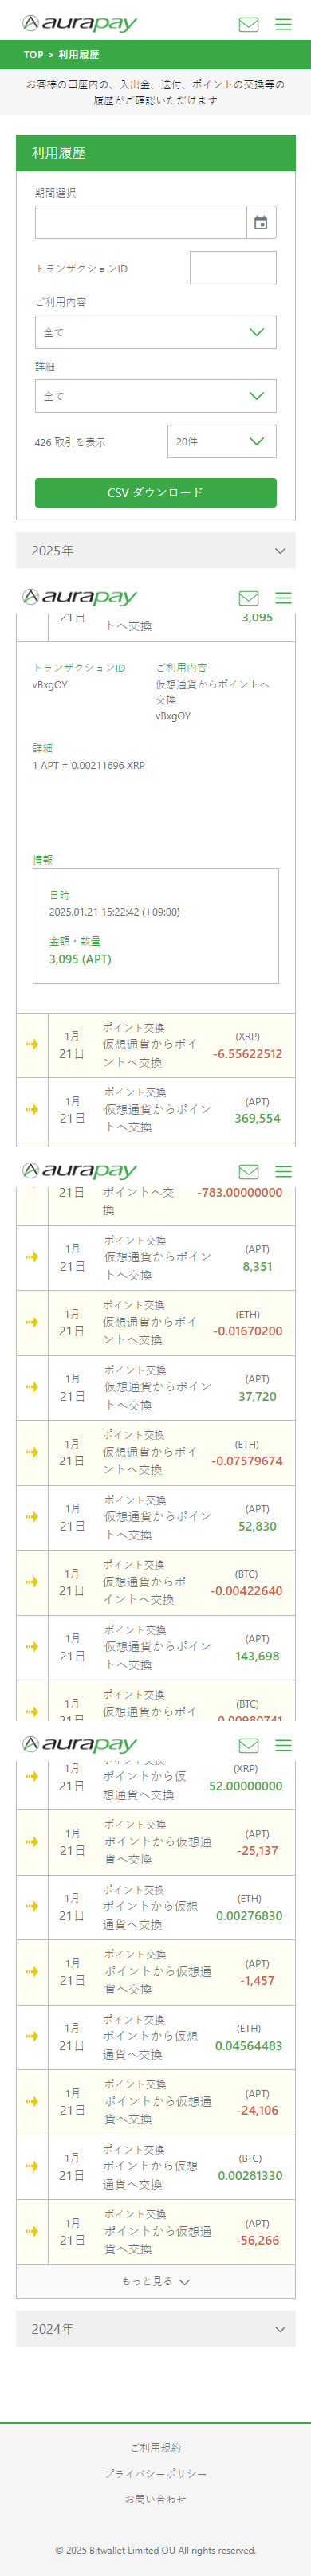 aurapay
TOP > 利用履歴
お客様の口座内の、入出金、送付、ポイントの交換等の
履歴がご確認いただけます
利用履歴
期間選択
トランザクションID
ご利用内容
全て
詳細
全て
426 取引を表示
20件
CSV ダウンロード
2025年
aurapay
21日
トへ交換
3,095
トランザクションID
ご利用内容
vBxgOY
仮想通貨からポイントへ
交換
vBxgOY
詳細
1 APT = 0.00211696 XRP
情報
日時
2025.01.21 15:22:42 (+09:00)
金額・数量
3,095 (APT)
1月
21日
ポイント交換
仮想通貨からポイ
ントへ交換
(XRP)
-6.55622512
1月
21日
ポイント交換
仮想通貨からポイン
トへ交換
(APT)
369,554
aurapay
21日
ポイントへ交
換
-783.00000000
1月
21日
ポイント交換
仮想通貨からポイン
トへ交換
(APT)
8,351
1月
21日
ポイント交換
仮想通貨からポイ
ントへ交換
(ETH)
-0.01670200
1月
21日
ポイント交換
仮想通貨からポイン
トへ交換
(APT)
37,720
1月
21日
ポイント交換
仮想通貨からポイ
ントへ交換
(ETH)
-0.07579674
1月
21日
ポイント交換
仮想通貨からポイン
トへ交換
(APT)
52,830
1月
21日
ポイント交換
仮想通貨からポ
イントへ交換
(BTC)
-0.00422640
1月
21日
ポイント交換
仮想通貨からポイン
トへ交換
(APT)
143,698
1月
21日
ポイント交換
仮想通貨からポイ
(BTC)
-0.00980741
aurapay
1月
21日
ポイント交換
ポイントから仮
想通貨へ交換
(XRP)
52.00000000
1月
21日
ポイント交換
ポイントから仮想通
貨へ交換
(APT)
-25,137
1月
21日
ポイント交換
ポイントから仮想
通貨へ交換
(ETH)
0.00276830
1月
21日
ポイント交換
ポイントから仮想通
貨へ交換
(APT)
-1,457
1月
21日
ポイント交換
ポイントから仮想
通貨へ交換
(ETH)
0.04564483
1月
21日
ポイント交換
ポイントから仮想通
貨へ交換
(APT)
-24,106
1月
21日
ポイント交換
ポイントから仮想
通貨へ交換
(BTC)
0.00281330
1月
21日
ポイント交換
ポイントから仮想通
貨へ交換
(APT)
-56,266
もっと見る
2024年
ご利用規約
プライバシーポリシー
お問い合わせ
© 2025 Bitwallet Limited OU All rights reserved.